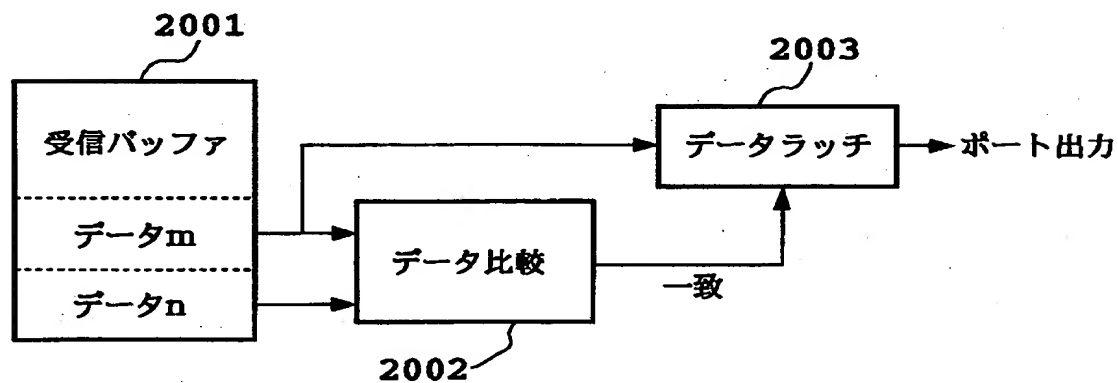 2001
2003
受信バッファ
データラッチ
ポート出力
データm
データ比較
データn
一致
2002